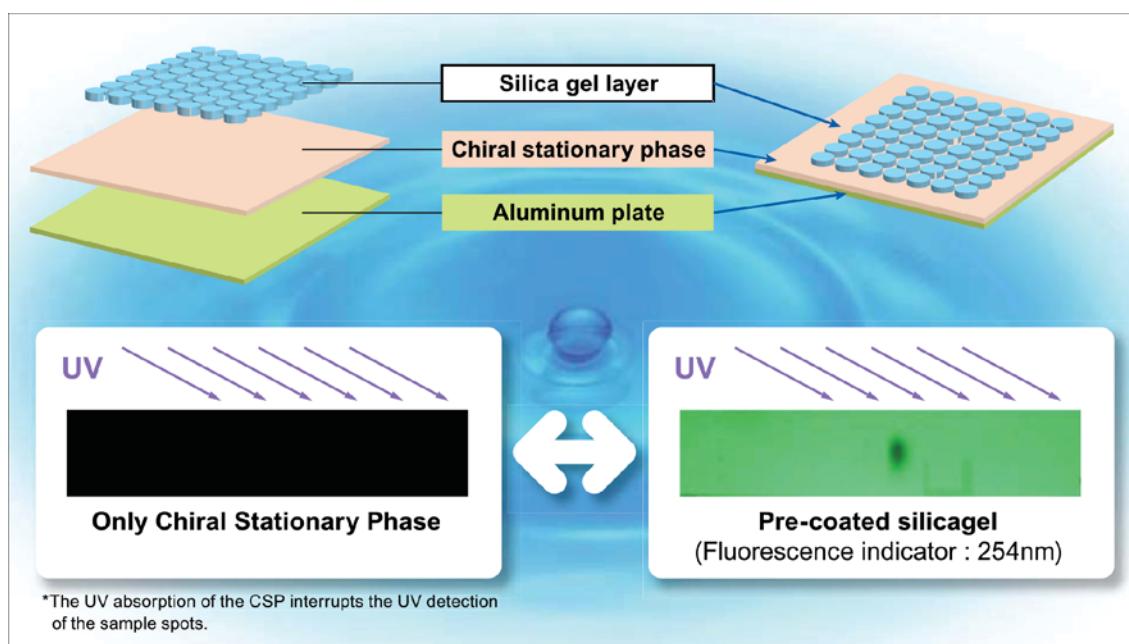 Silica gel layer
Chiral stationary phase
Aluminum plate
UV
Only Chiral Stationary Phase
UV
Pre-coated silicagel
(Fluorescence indicator : 254nm)
*The UV absorption of the CSP interrupts the UV detection
of the sample spots.